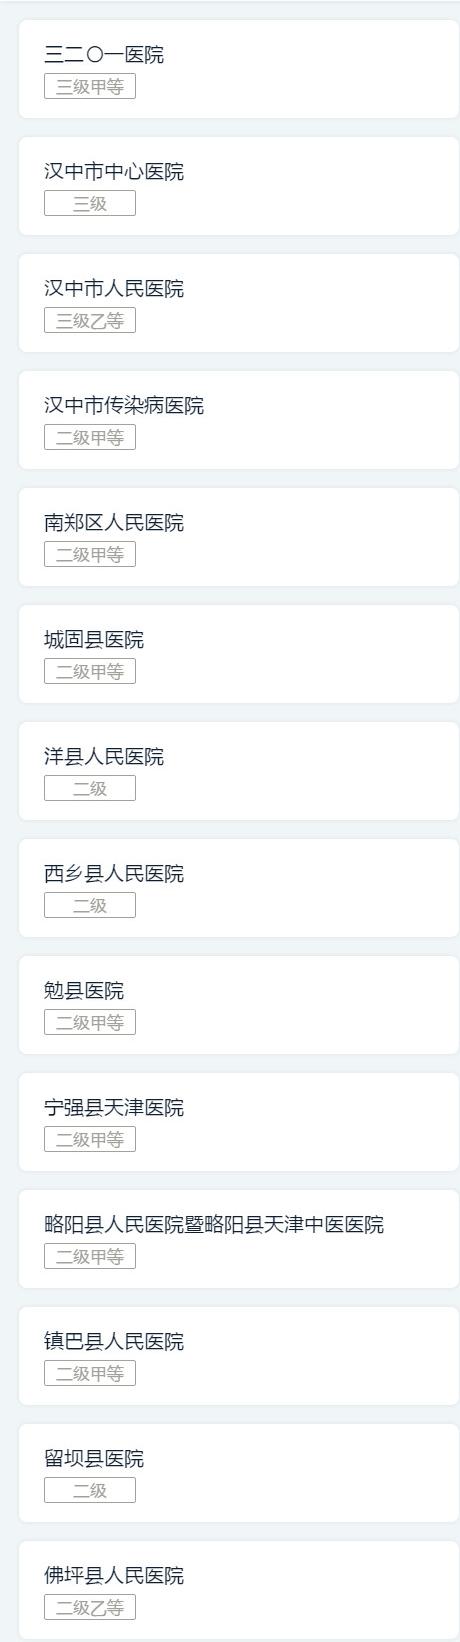 三二〇一医院
三级甲等
汉中市中心医院
三级
汉中市人民医院
三级乙等
汉中市传染病医院
二级甲等
南郑区人民医院
二级甲等
城固县医院
二级甲等
洋县人民医院
二级
西乡县人民医院
二级
勉县医院
二级甲等
宁强县天津医院
二级甲等
略阳县人民医院暨略阳县天津中医医院
二级甲等
镇巴县人民医院
二级甲等
留坝县医院
二级
佛坪县人民医院
二级乙等